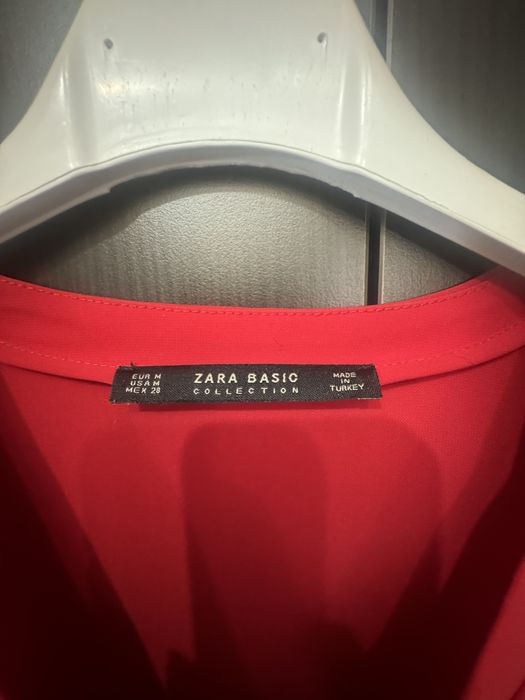 EUR M
USA M
MEX 28
ZARA BASIC
COLLECTION
MADE
IN
TURKEY